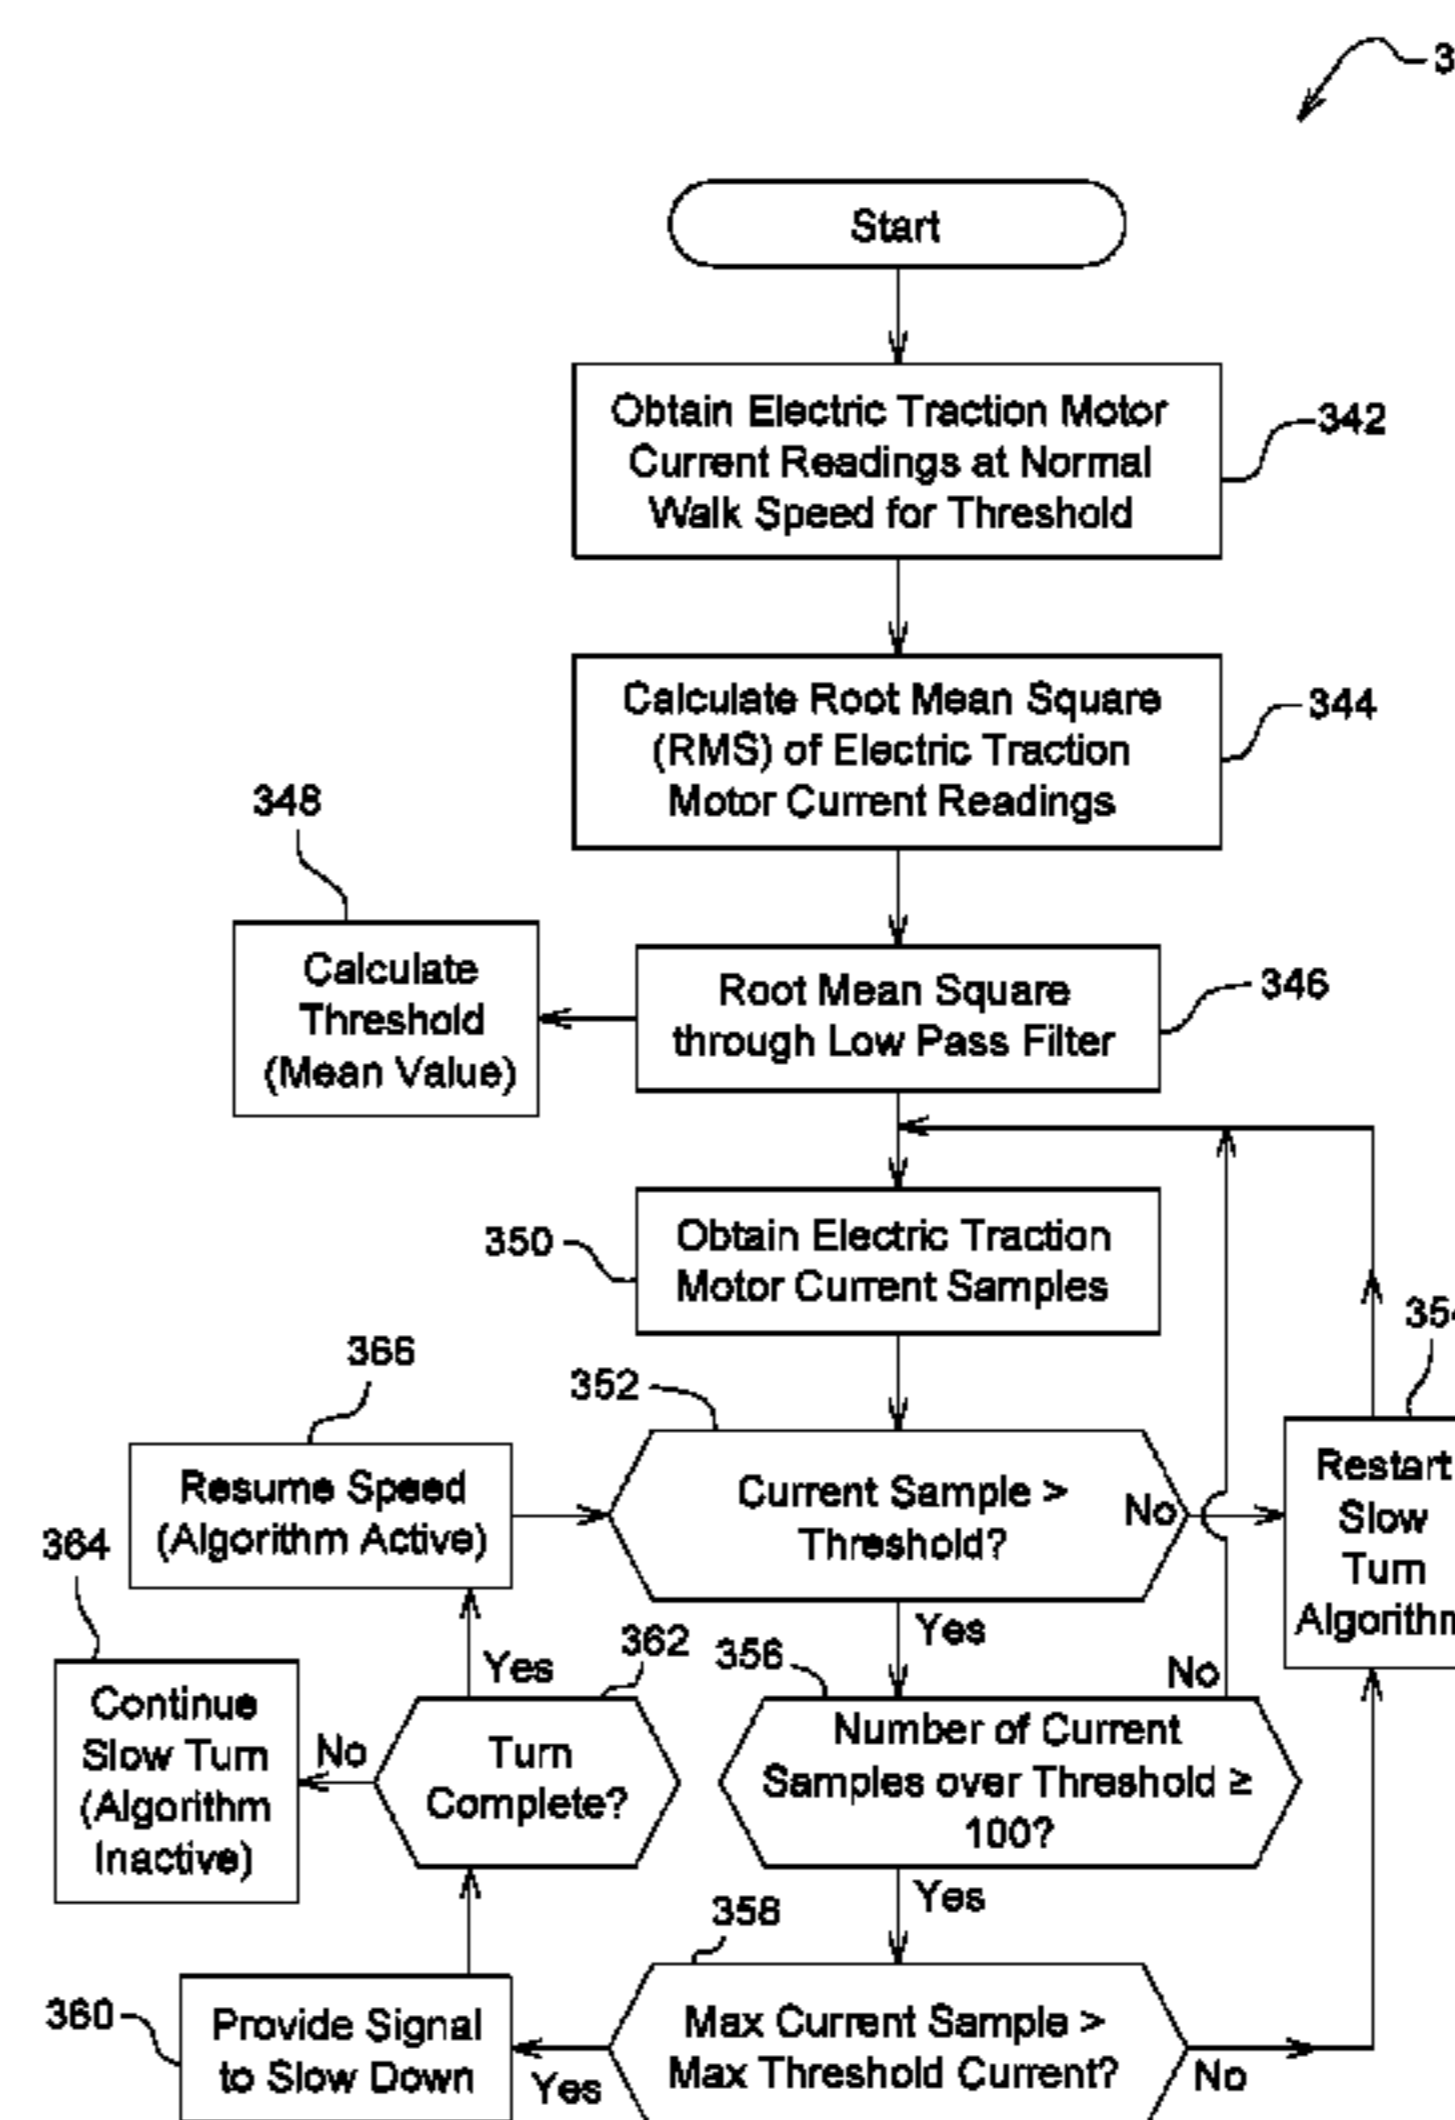 3
Start
Obtain Electric Traction Motor
Current Readings at Normal
Walk Speed for Threshold
342
Calculate Root Mean Square
(RMS) of Electric Traction
Motor Current Readings
344
348
Calculate
Threshold
(Mean Value)
Root Mean Square
through Low Pass Filter
346
350
Obtain Electric Traction
Motor Current Samples
354
366
352
Resume Speed
(Algorithm Active)
Current Sample >
Threshold?
No
Restart
Slow
Turn
Algorithm
364
Yes
362
Yes
356
No
Continue
Slow Turn
(Algorithm
Inactive)
No
Turn
Complete?
Number of Current
Samples over Threshold ≥
100?
Yes
358
360
Provide Signal
to Slow Down
Yes
Max Current Sample >
Max Threshold Current?
No